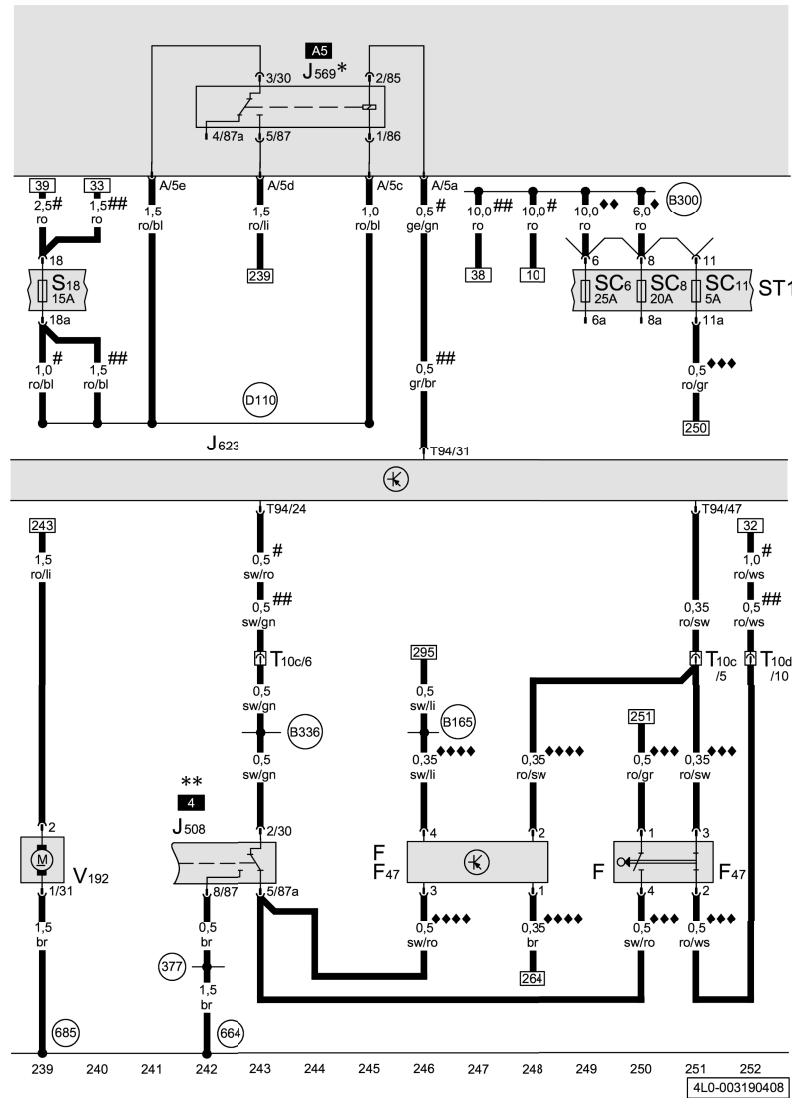 A5
J569*
3/30
2/85
4/87a
5/87
1/86
39
33
A/5e
A/5d
A/5c
A/5a
B300
2,5#
ro
1,5##
ro
1,5
ro/bl
1,5
ro/li
1,0
ro/bl
0,5 #
ge/gn
10,0##
ro
10,0#
ro
10,0♦♦
ro
6,0♦
ro
239
38
10
18
6
8
11
S18
15A
SC6
25A
SC8
20A
SC11
5A
ST1
18a
6a
8a
11a
1,0 #
ro/bl
1,5 ##
ro/bl
0,5 ##
gr/br
0,5♦♦♦
ro/gr
D110
250
J623
T94/31
T94/24
T94/47
243
32
1,5
ro/li
0,5 #
sw/ro
1,0 #
ro/ws
0,5 ##
sw/gn
0,35
ro/sw
0,5 ##
ro/ws
T10c/6
295
T10c
/5
T10d
/10
0,5
sw/gn
0,5
sw/li
251
B336
B165
0,5
sw/gn
0,35♦♦♦♦
sw/li
0,35♦♦♦♦
ro/sw
0,5♦♦♦
ro/gr
0,35♦♦♦
ro/sw
**
4
J508
2
2/30
4
2
1
3
M
V192
F
F47
F
F47
1/31
8/87
5/87a
3
1
4
2
1,5
br
0,5
br
0,5♦♦♦♦
sw/ro
0,35♦♦♦♦
br
0,5♦♦♦
sw/ro
0,5♦♦♦
ro/ws
377
264
1,5
br
685
664
239 240 241 242 243 244 245 246 247 248 249 250 251 252
4L0-003190408